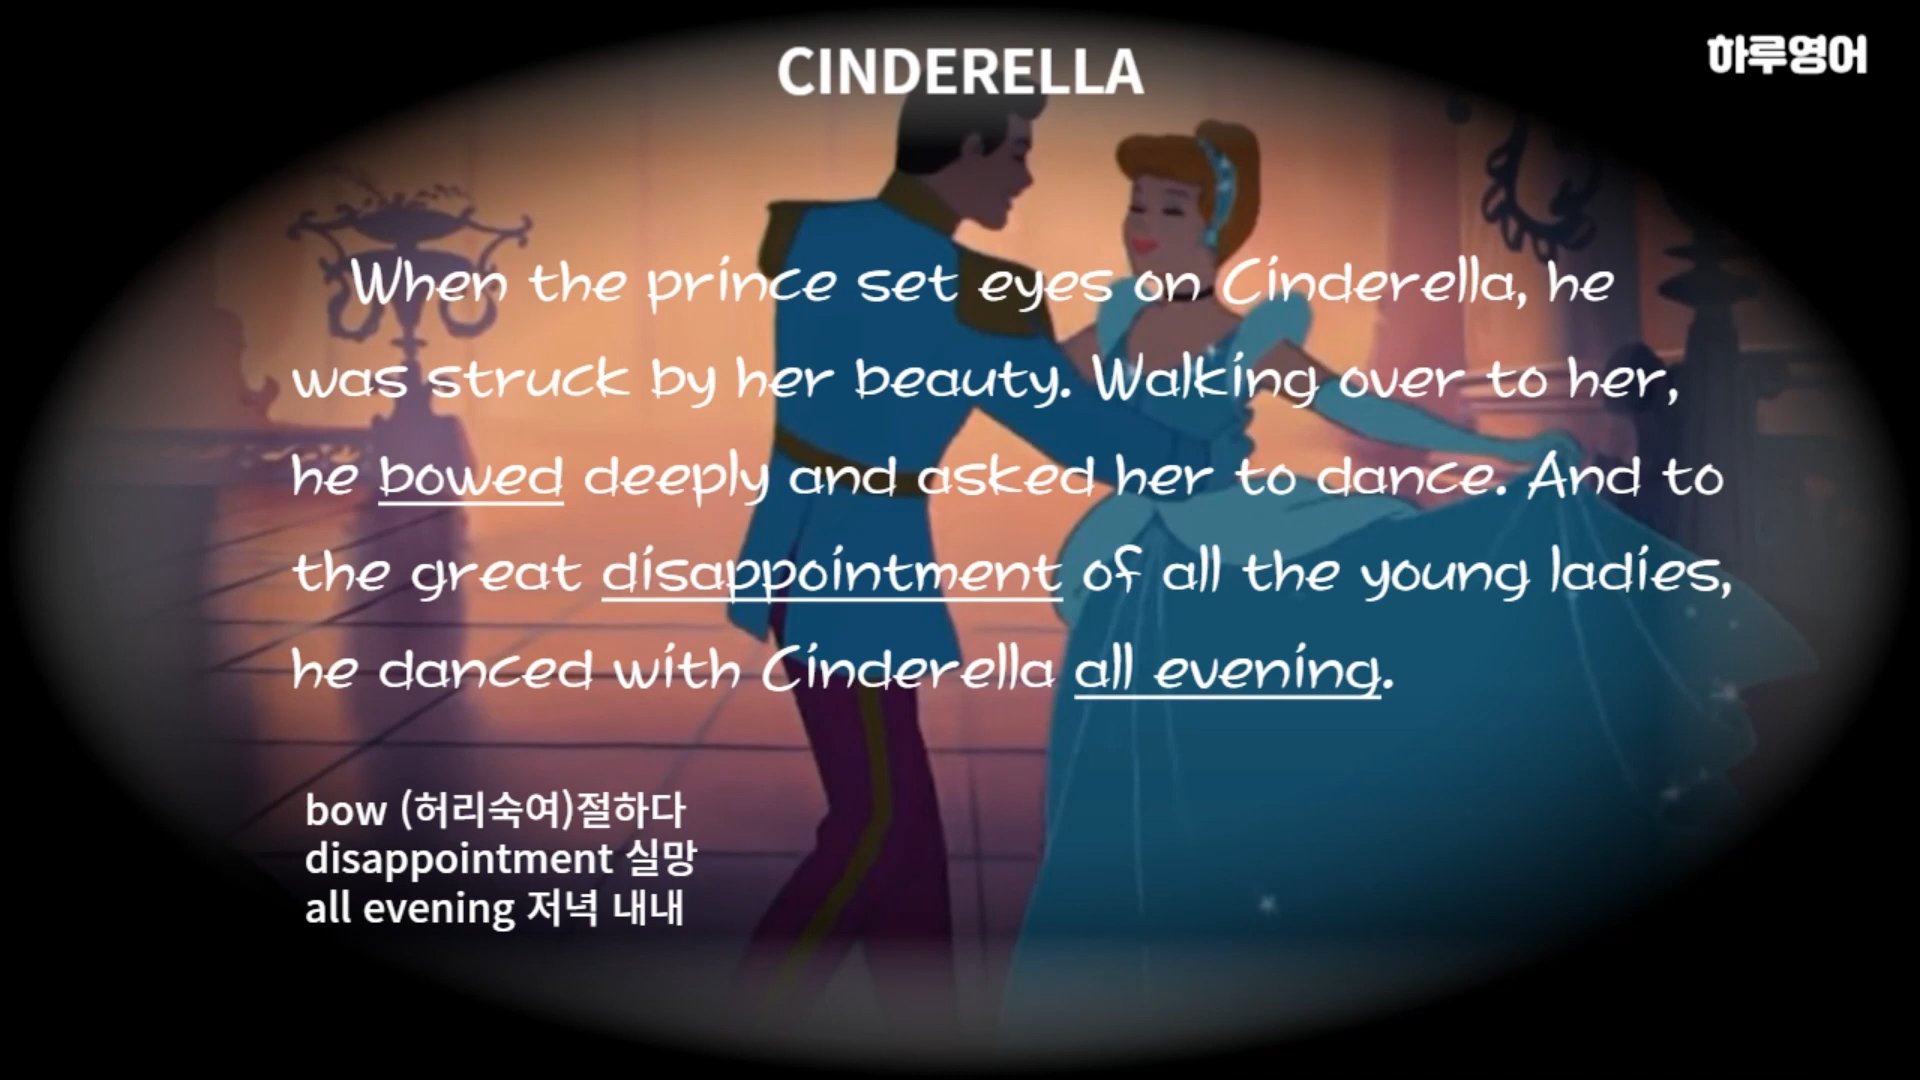 CINDERELLA
하루영어
When the prince set eyes on Cinderella, he
was struck by her beauty. Walking over to her,
he bowed deeply and asked her to dance. And to
the great disappointment of all the young ladies,
he danced with Cinderella all evening.
bow (허리숙여)절하다
disappointment 실망
all evening 저녁 내내